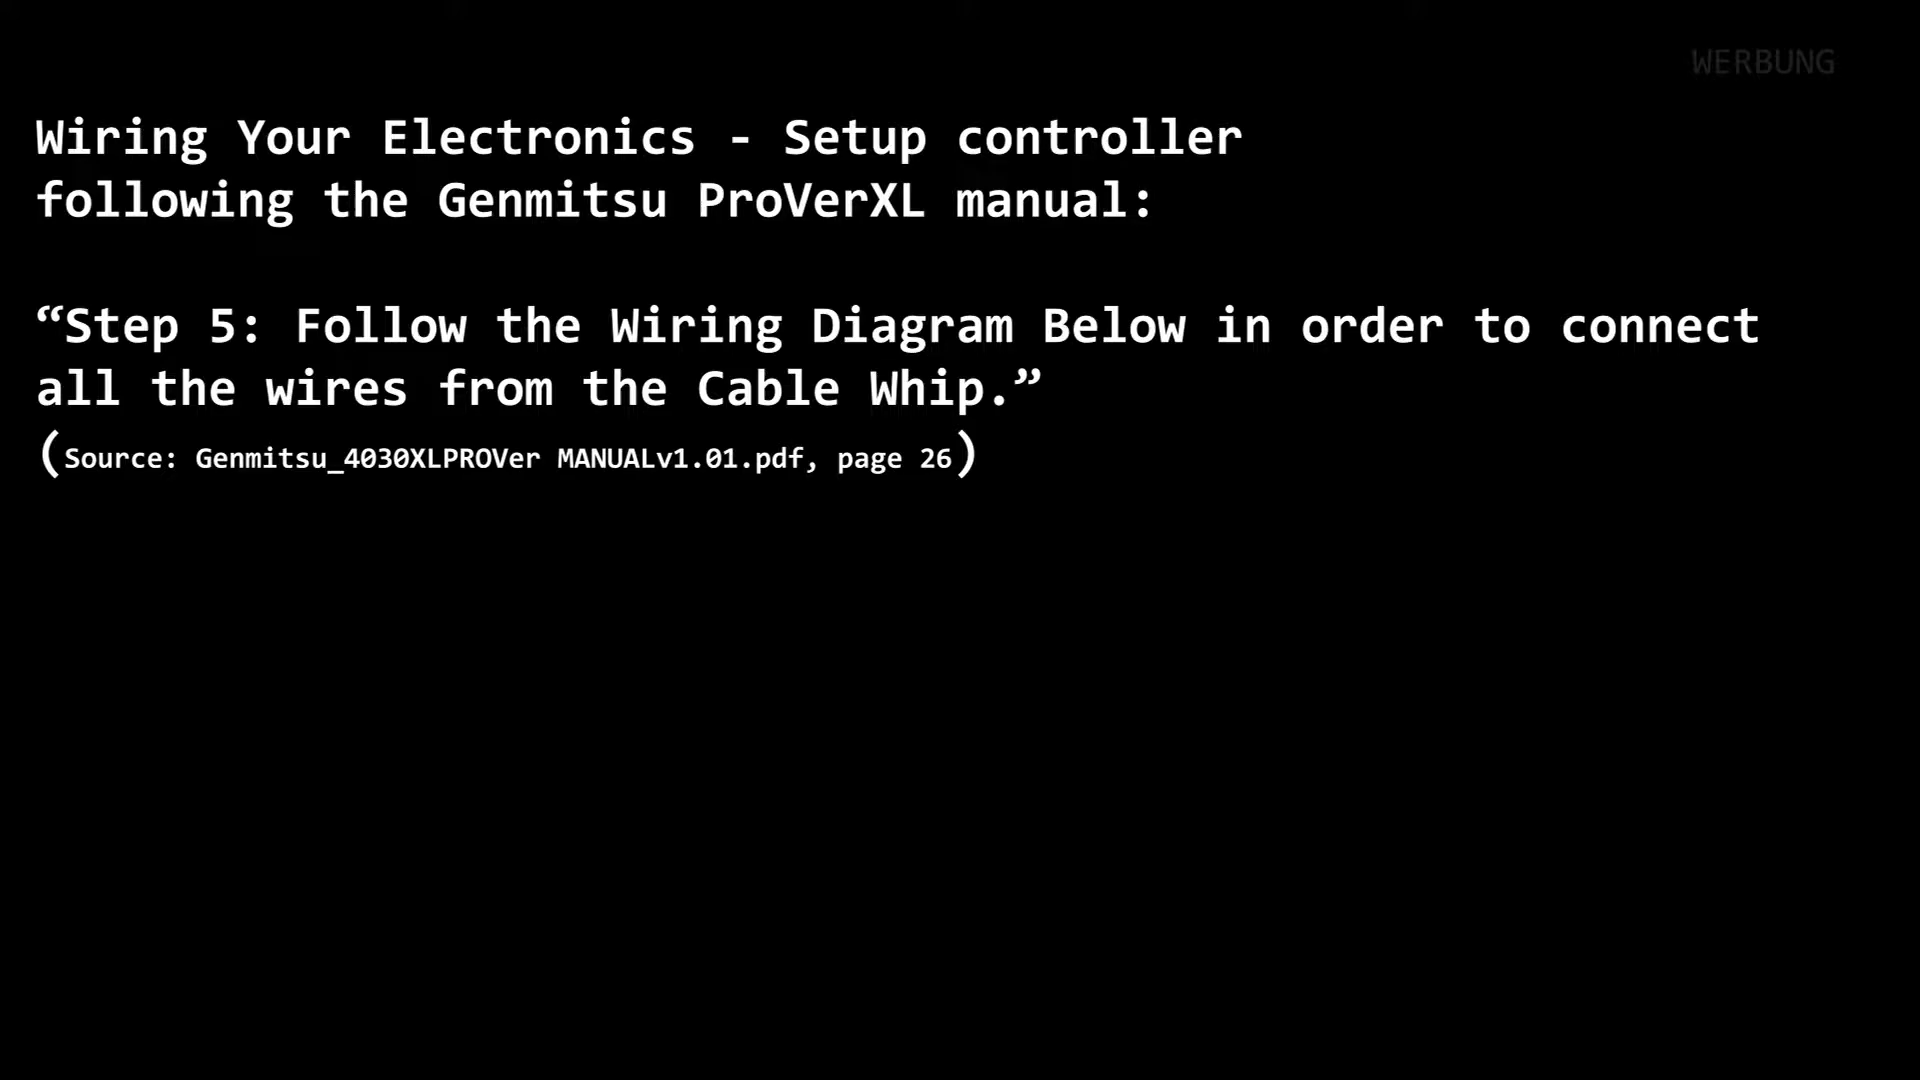 WERBUNG
Wiring Your Electronics - Setup controller
following the Genmitsu ProVerXL manual:
“Step 5: Follow the Wiring Diagram Below in order to connect
all the wires from the Cable Whip.”
(Source: Genmitsu_4030XLPROVer MANUALv1.01.pdf, page 26)